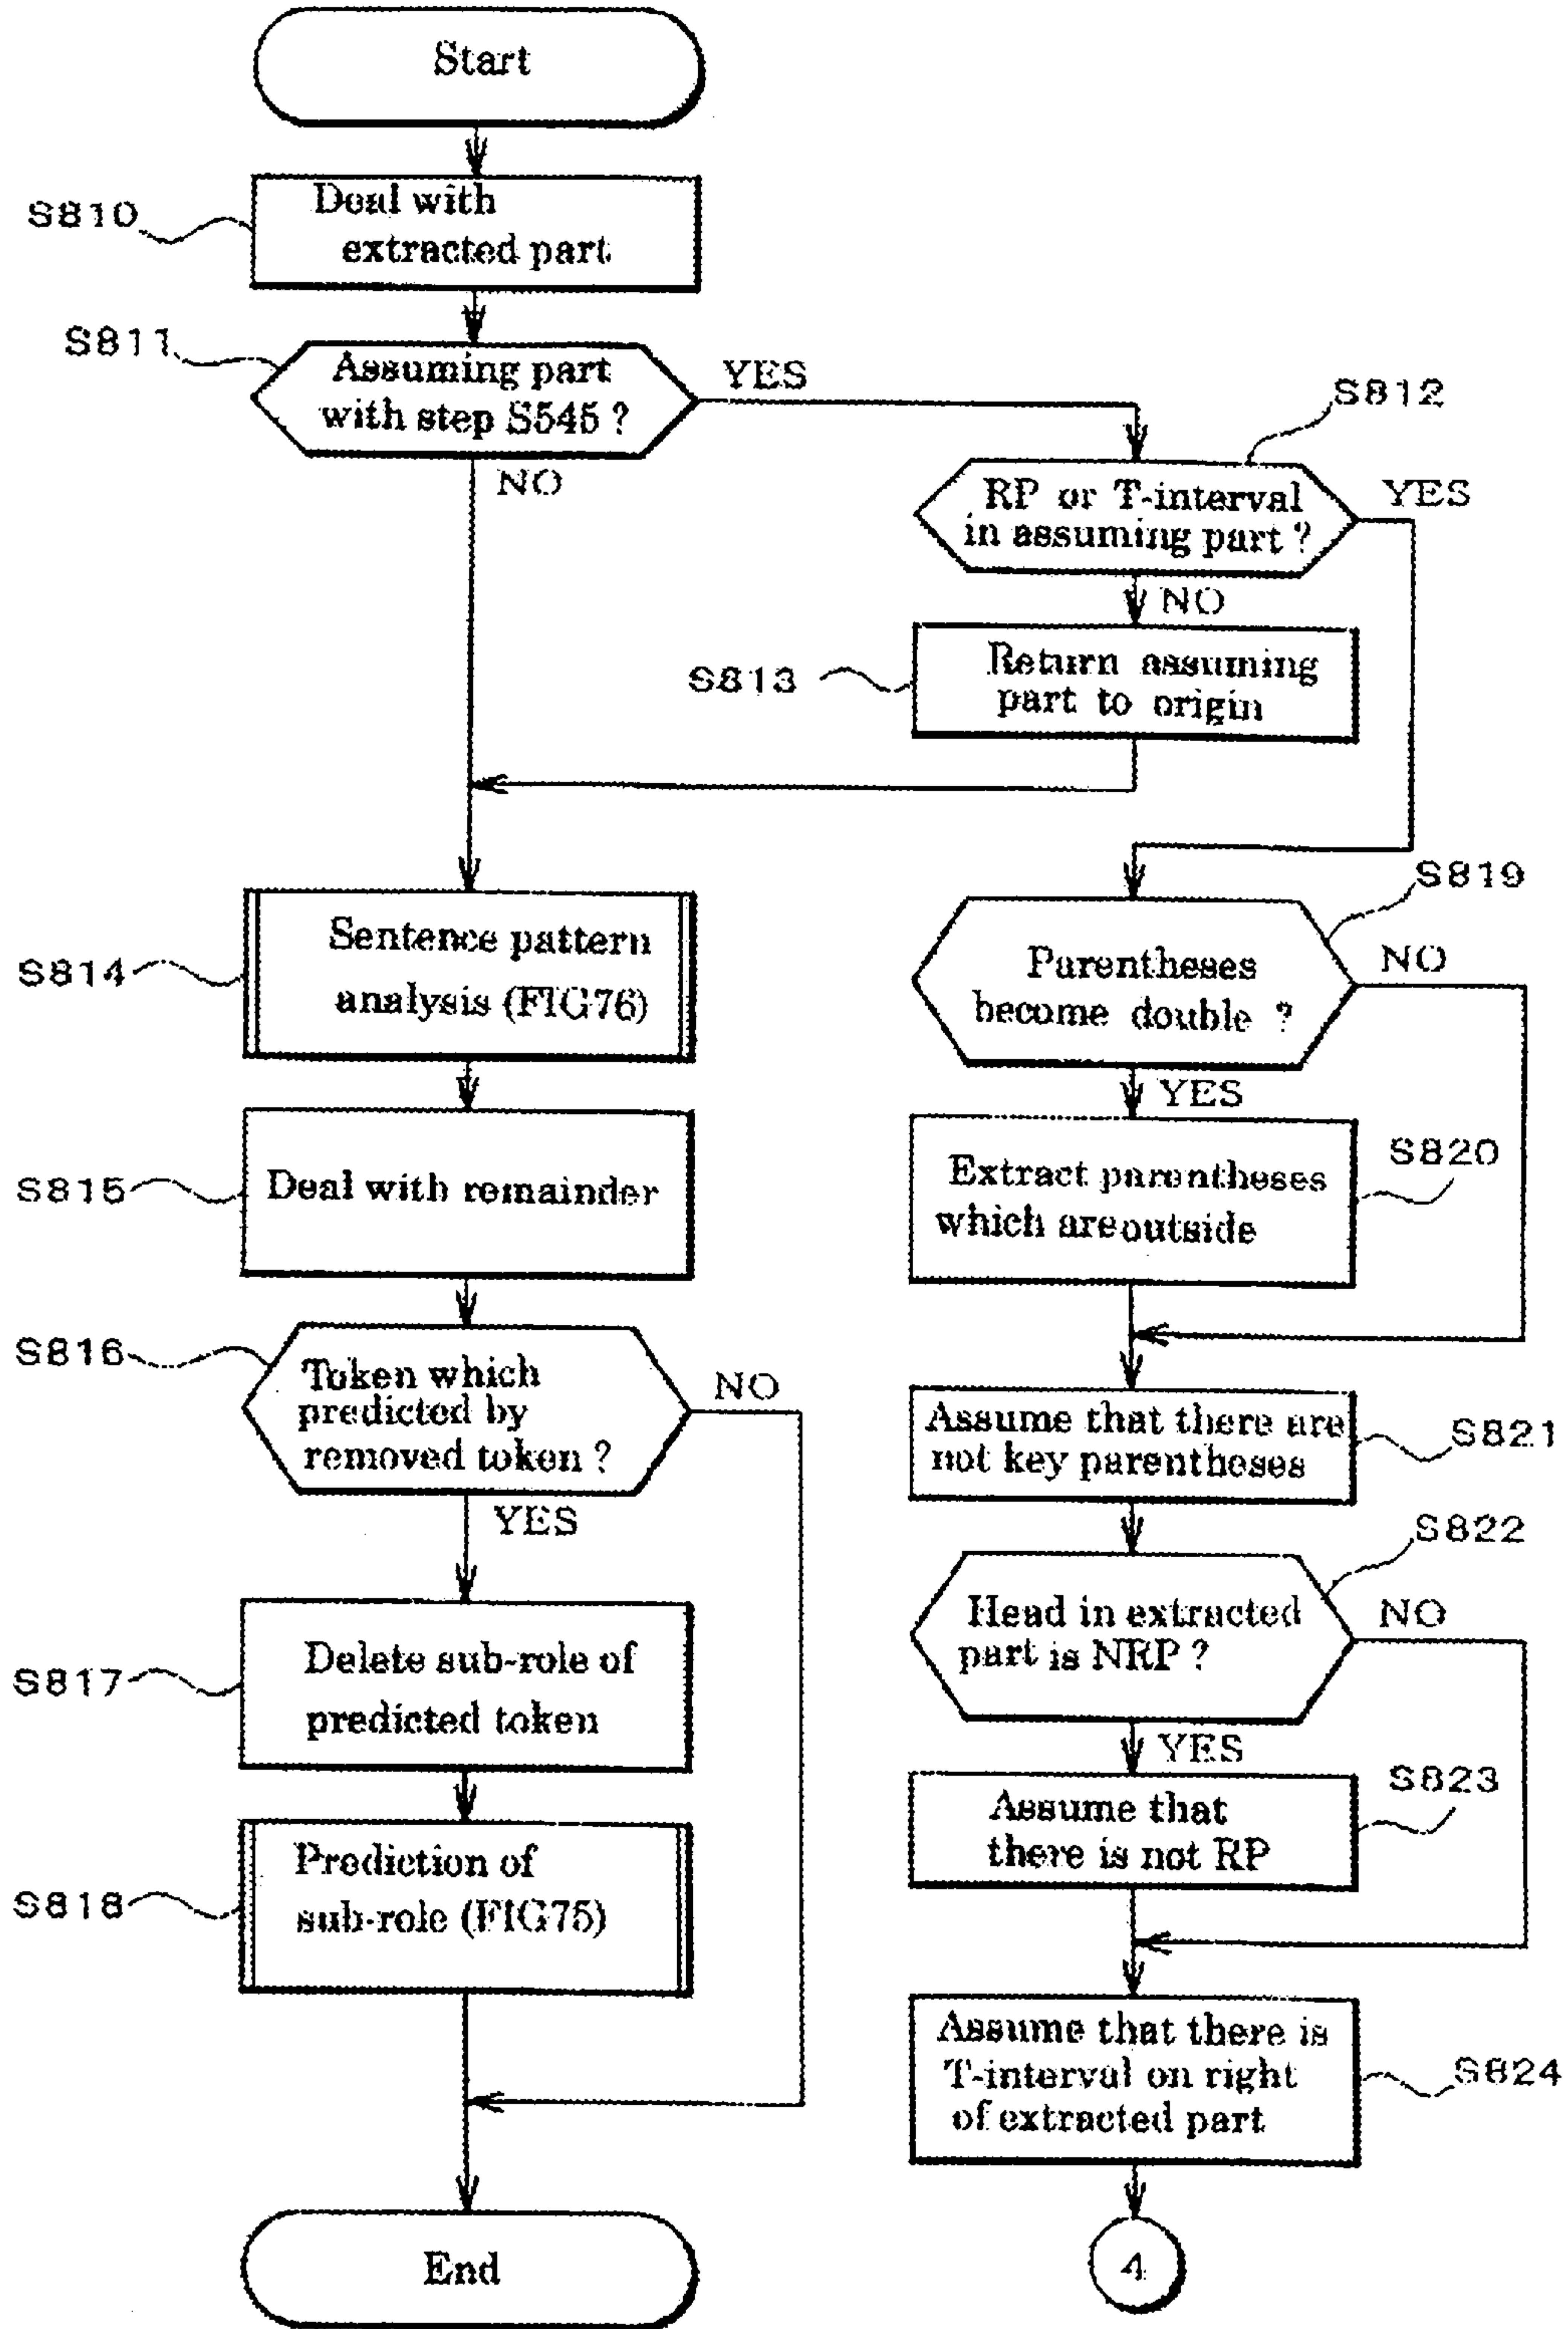 Start
S810
Deal with
extracted part
S811
Assuming part
with step S545 ?
YES
NO
S812
RP or T-interval
in assuming part ?
YES
NO
S813
Return assuming
part to origin
S814
Sentence pattern
analysis (FIG76)
S815
Deal with remainder
S816
Token which
predicted by
removed token ?
NO
YES
S817
Delete sub-role of
predicted token
S818
Prediction of
sub-role (FIG75)
End
S819
Parentheses
become double ?
NO
YES
S820
Extract parentheses
which are outside
S821
Assume that there are
not key parentheses
S822
Head in extracted
part is NRP ?
NO
YES
S823
Assume that
there is not RP
S824
Assume that there is
T-interval on right
of extracted part
4